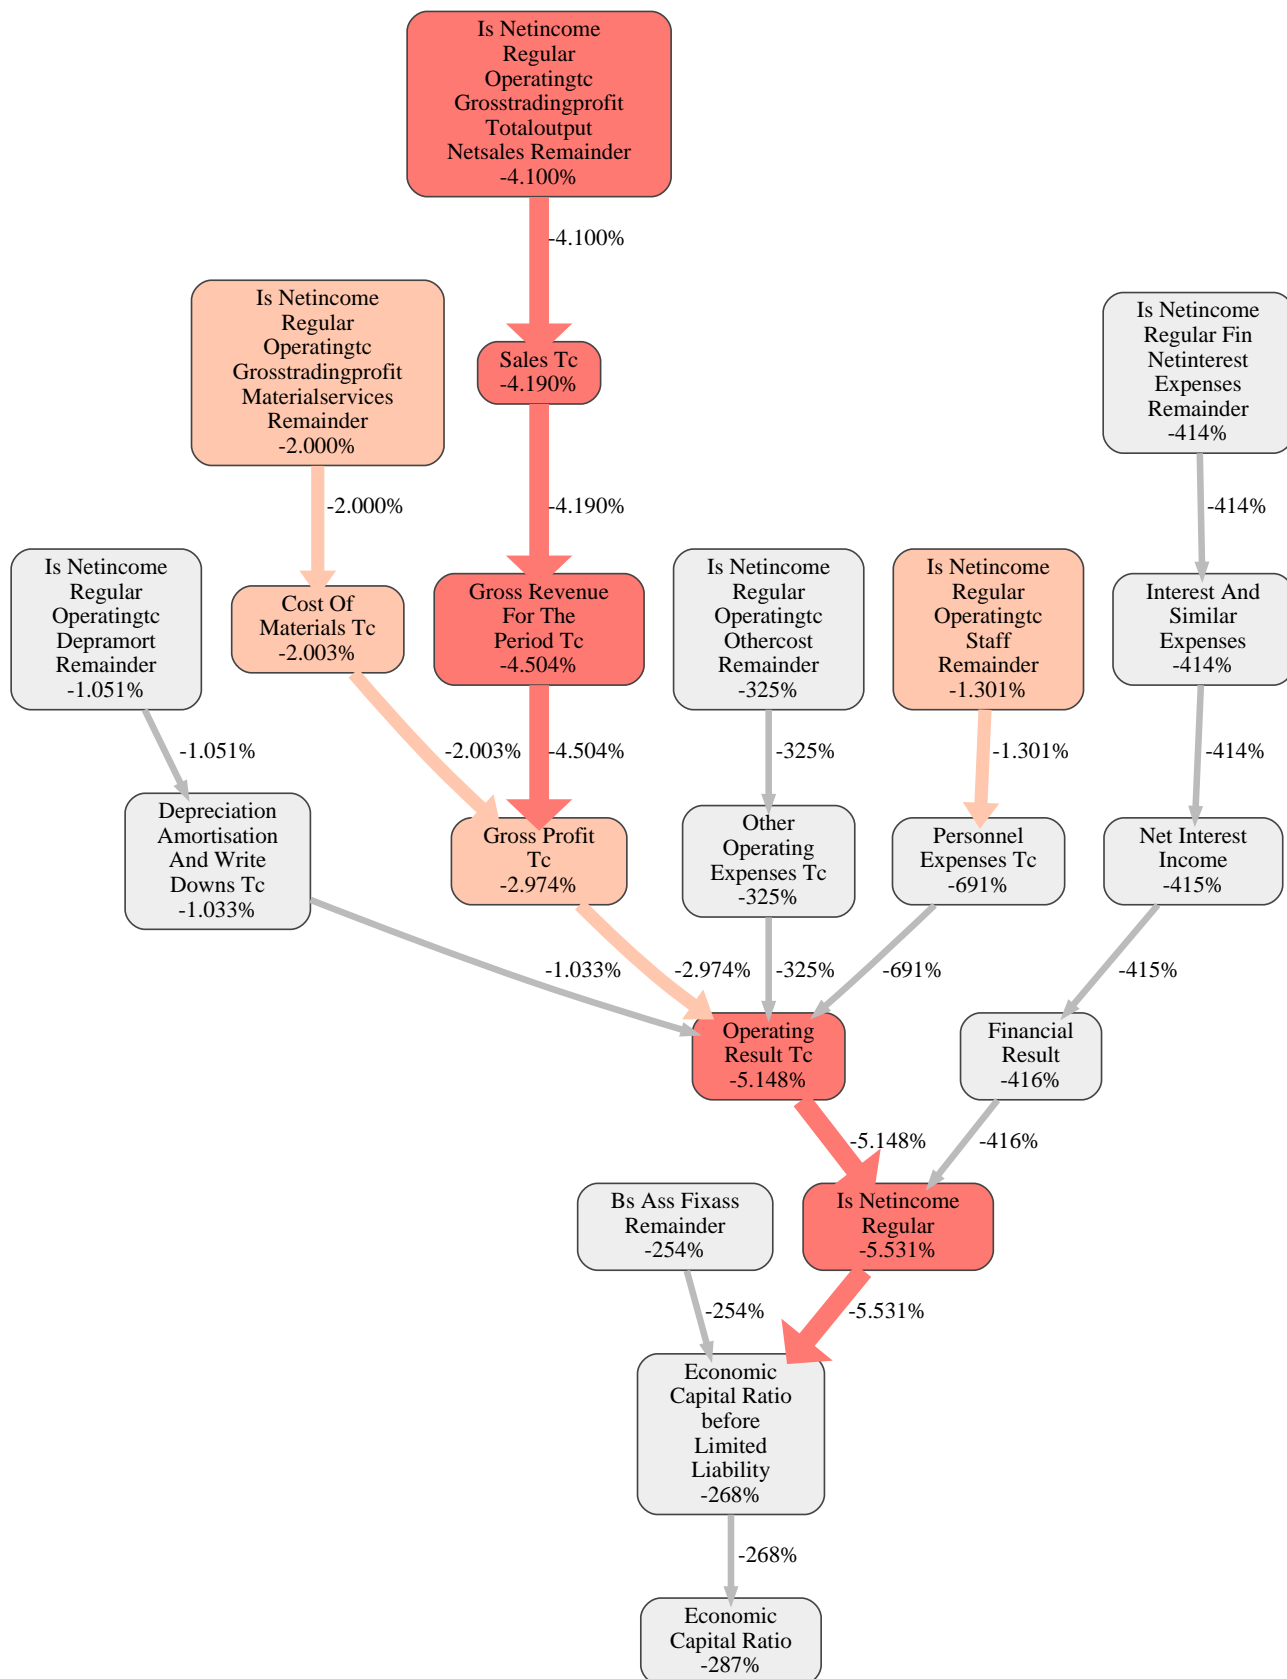 Is Netincome
Regular
Operatingtc
Grosstradingprofit
Totaloutput
Netsales Remainder
-4.100%
-4.100%
Is Netincome
Regular
Operatingtc
Grosstradingprofit
Materialservices
Remainder
-2.000%
Sales Tc
-4.190%
Is Netincome
Regular Fin
Netinterest
Expenses
Remainder
-414%
-2.000%
-4.190%
-414%
Is Netincome
Regular
Operatingtc
Depramort
Remainder
-1.051%
Cost Of
Materials Tc
-2.003%
Gross Revenue
For The
Period Tc
-4.504%
Is Netincome
Regular
Operatingtc
Othercost
Remainder
-325%
Is Netincome
Regular
Operatingtc
Staff
Remainder
-1.301%
Interest And
Similar
Expenses
-414%
-1.051%
-2.003%
-4.504%
-325%
-1.301%
-414%
Depreciation
Amortisation
And Write
Downs Tc
-1.033%
Gross Profit
Tc
-2.974%
Other
Operating
Expenses Tc
-325%
Personnel
Expenses Tc
-691%
Net Interest
Income
-415%
-1.033%
-2.974%
-325%
-691%
-415%
Operating
Result Tc
-5.148%
Financial
Result
-416%
-5.148%
-416%
Bs Ass Fixass
Remainder
-254%
Is Netincome
Regular
-5.531%
-254%
-5.531%
Economic
Capital Ratio
before
Limited
Liability
-268%
-268%
Economic
Capital Ratio
-287%